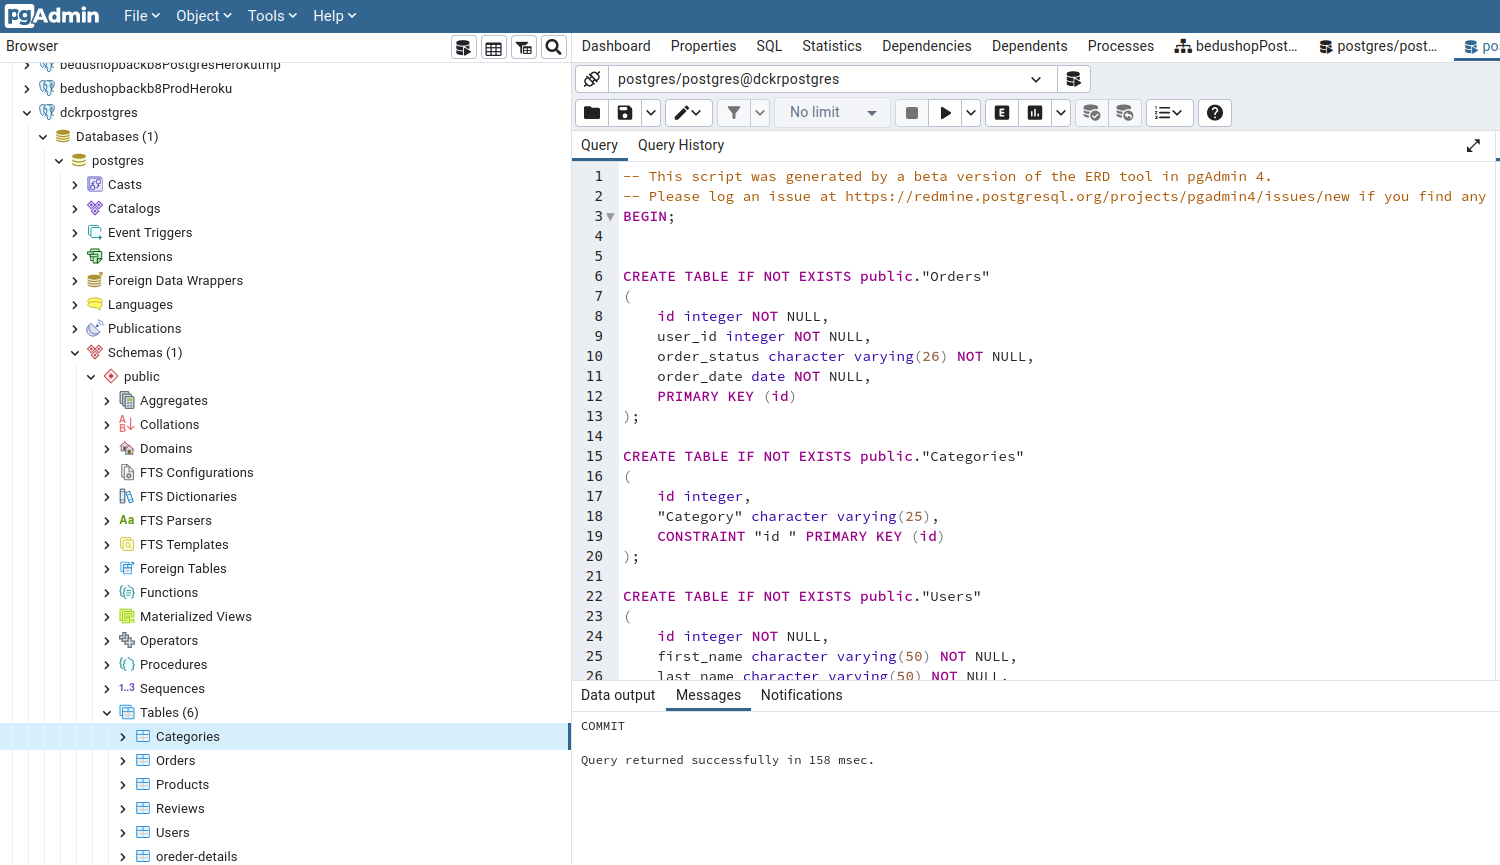 pgAdmin File Object Tools Help
Browser
Dashboard Properties SQL Statistics Dependencies Dependents Processes bedushopPost... postgres/post... po
bedushopbackb8PostgresHerokutmp
bedushopbackb8ProdHeroku
dckrpostgres
Databases (1)
postgres
Casts
Catalogs
Event Triggers
Extensions
Foreign Data Wrappers
Languages
Publications
Schemas (1)
public
Aggregates
Collations
Domains
FTS Configurations
FTS Dictionaries
Aa FTS Parsers
FTS Templates
Foreign Tables
Functions
Materialized Views
Operators
Procedures
1..3 Sequences
Tables (6)
Categories
Orders
Products
Reviews
Users
oreder-details
postgres/postgres@dckrpostgres
No limit
E
Query Query History
1 -- This script was generated by a beta version of the ERD tool in pgAdmin 4.
2 -- Please log an issue at https://redmine.postgresql.org/projects/pgadmin4/issues/new if you find any
3 BEGIN;
4
5
6 CREATE TABLE IF NOT EXISTS public."Orders"
7 (
8 id integer NOT NULL,
9 user_id integer NOT NULL,
10 order_status character varying(26) NOT NULL,
11 order_date date NOT NULL,
12 PRIMARY KEY (id)
13 );
14
15 CREATE TABLE IF NOT EXISTS public."Categories"
16 (
17 id integer,
18 "Category" character varying(25),
19 CONSTRAINT "id " PRIMARY KEY (id)
20 );
21
22 CREATE TABLE IF NOT EXISTS public."Users"
23 (
24 id integer NOT NULL,
25 first_name character varying(50) NOT NULL,
26 last_name character varying(50) NOT NULL,
Data output Messages Notifications
COMMIT
Query returned successfully in 158 msec.